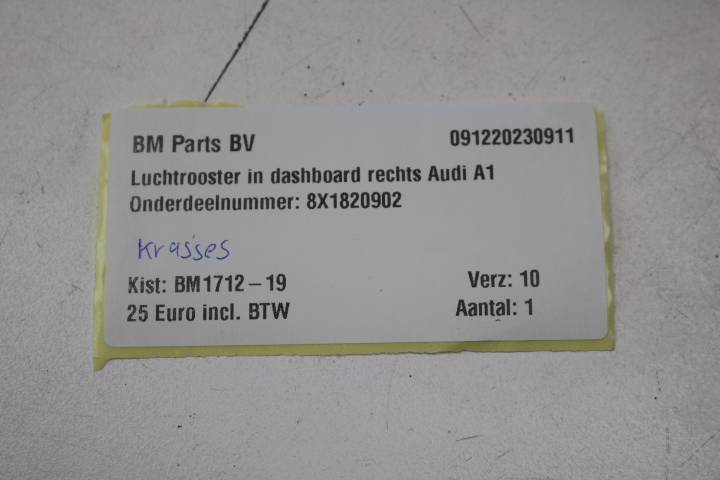 BM Parts BV 091220230911
Luchtrooster in dashboard rechts Audi A1
Onderdeelnummer: 8X1820902
krasses
Kist: BM1712-19 Verz: 10
25 Euro incl. BTW Aantal: 1